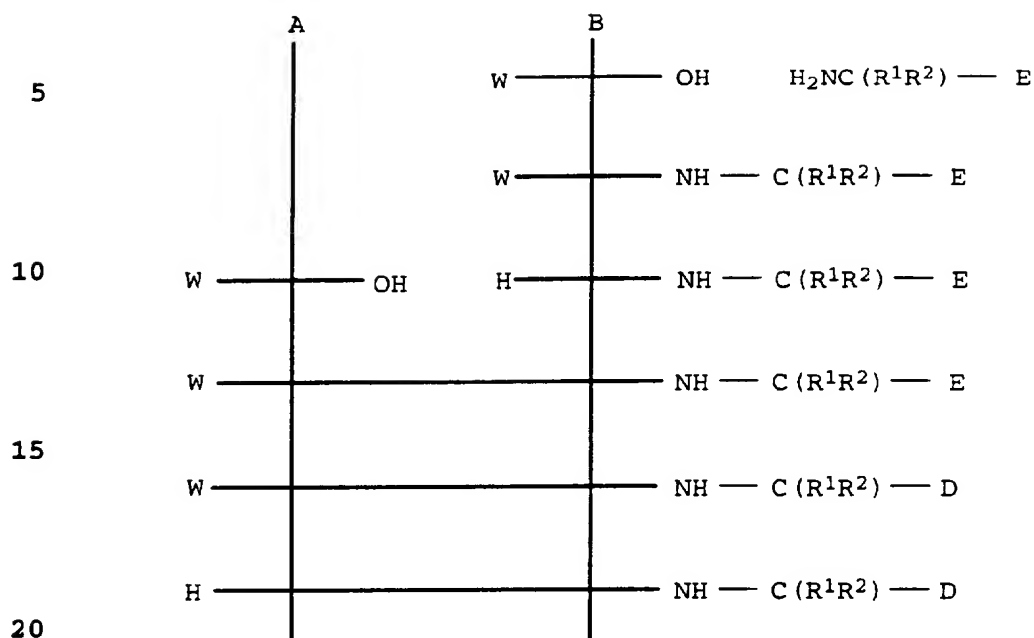 A B
5 W OH H₂NC(R¹R²) — E
W NH — C(R¹R²) — E
10 W OH H NH — C(R¹R²) — E
W NH — C(R¹R²) — E
15
W NH — C(R¹R²) — D
H NH — C(R¹R²) — D
20